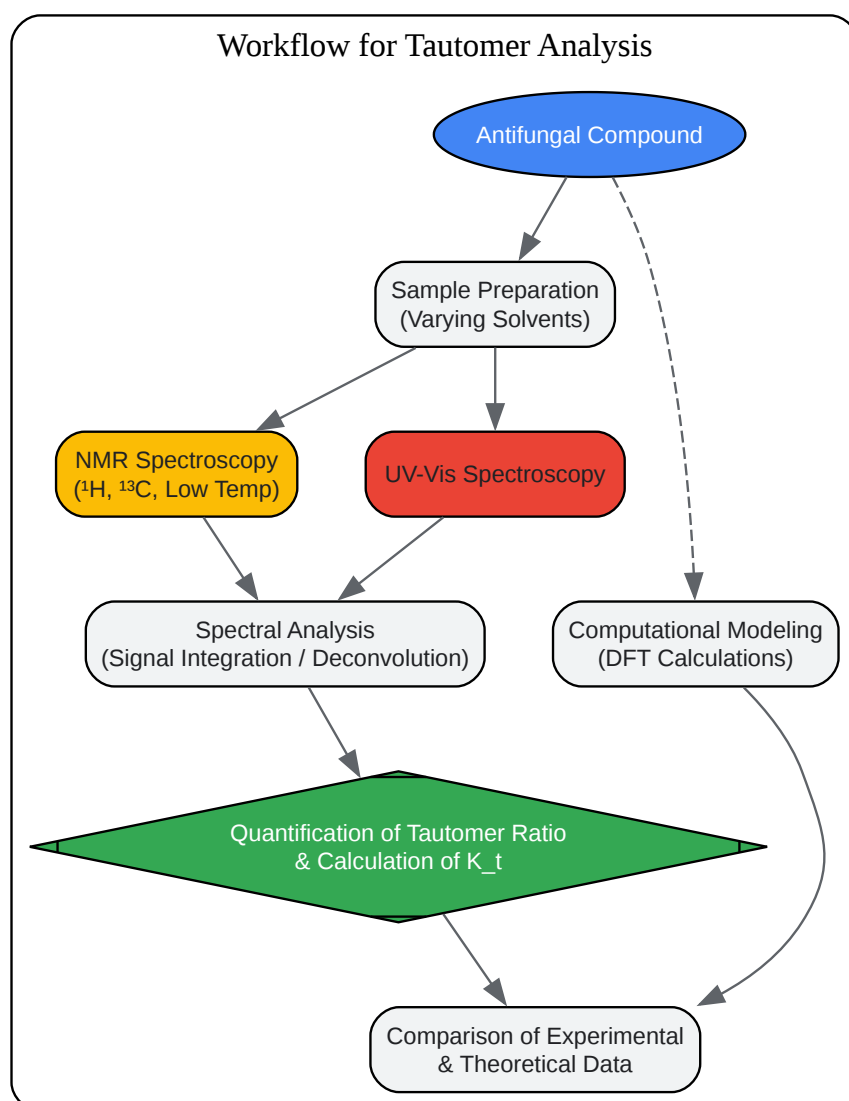 Workflow for Tautomer Analysis
Antifungal Compound
Sample Preparation
(Varying Solvents)
NMR Spectroscopy
(¹H, ¹³C, Low Temp)
UV-Vis Spectroscopy
Spectral Analysis
(Signal Integration / Deconvolution)
Computational Modeling
(DFT Calculations)
Quantification of Tautomer Ratio
& Calculation of K_t
Comparison of Experimental
& Theoretical Data